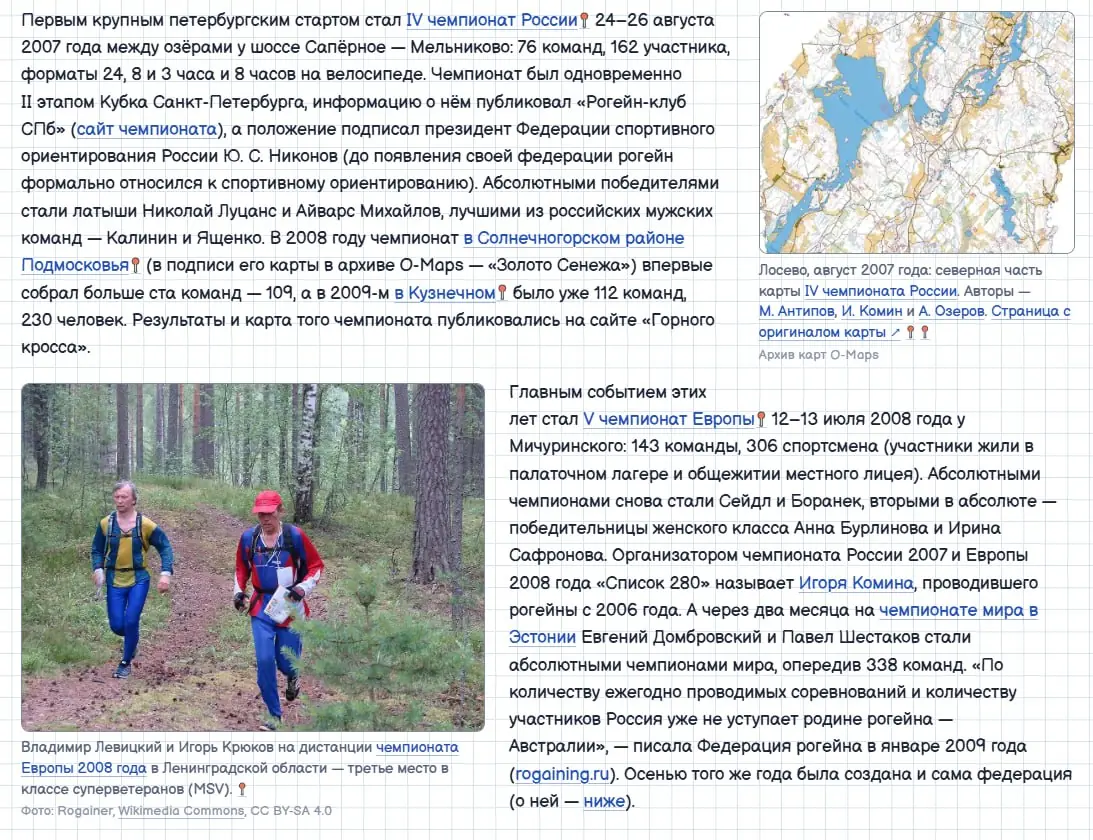 Первым крупным петербургским стартом стал IV чемпионат России 24–26 августа
2007 года между озёрами у шоссе Сапёрное — Мельниково: 76 команд, 162 участника,
форматы 24, 8 и 3 часа и 8 часов на велосипеде. Чемпионат был одновременно
II этапом Кубка Санкт-Петербурга, информацию о нём публиковал «Рогейн-клуб
СПб» (сайт чемпионата), а положение подписал президент Федерации спортивного
ориентирования России Ю. С. Никонов (до появления своей федерации рогейн
формально относился к спортивному ориентированию). Абсолютными победителями
стали латыши Николай Луцанс и Айварс Михайлов, лучшими из российских мужских
команд — Калинин и Ященко. В 2008 году чемпионат в Солнечногорском районе
Подмосковья (в подписи его карты в архиве O-Maps — «Золото Сенежа») впервые
собрал больше ста команд — 109, а в 2009-м в Кузнечном было уже 112 команд,
230 человек. Результаты и карта того чемпионата публиковались на сайте «Горного
кросса».
Лосево, август 2007 года: северная часть
карты IV чемпионата России. Авторы —
М. Антипов, И. Комин и А. Озеров. Страница с
оригиналом карты ↗
Архив карт O-Maps
Главным событием этих
лет стал V чемпионат Европы 12–13 июля 2008 года у
Мичуринского: 143 команды, 306 спортсмена (участники жили в
палаточном лагере и общежитии местного лицея). Абсолютными
чемпионами снова стали Сейдл и Боранек, вторыми в абсолюте —
победительницы женского класса Анна Бурлинова и Ирина
Сафронова. Организатором чемпионата России 2007 и Европы
2008 года «Список 280» называет Игоря Комина, проводившего
рогейны с 2006 года. А через два месяца на чемпионате мира в
Эстонии Евгений Домбровский и Павел Шестаков стали
абсолютными чемпионами мира, опередив 338 команд. «По
количеству ежегодно проводимых соревнований и количеству
участников Россия уже не уступает родине рогейна —
Австралии», — писала Федерация рогейна в январе 2009 года
(rogaining.ru). Осенью того же года была создана и сама федерация
(о ней — ниже).
Владимир Левицкий и Игорь Крюков на дистанции чемпионата
Европы 2008 года в Ленинградской области — третье место в
классе суперветеранов (MSV).
Фото: Rogainer, Wikimedia Commons, CC BY-SA 4.0